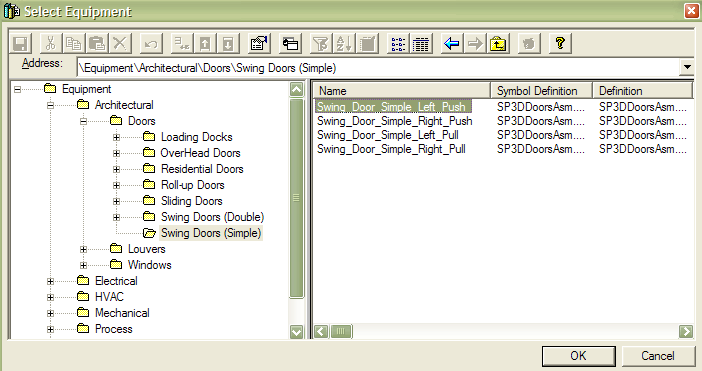 Select Equipment
Address: \Equipment\Architectural\Doors\Swing Doors (Simple)
Equipment
Architectural
Doors
Loading Docks
OverHead Doors
Residential Doors
Roll-up Doors
Sliding Doors
Swing Doors (Double)
Swing Doors (Simple)
Louvers
Windows
Electrical
HVAC
Mechanical
Process
Name Symbol Definition Definition
Swing_Door_Simple_Left_Push SP3DDoorsAsm.... SP3DDoorsAsm....
Swing_Door_Simple_Right_Push SP3DDoorsAsm.... SP3DDoorsAsm....
Swing_Door_Simple_Left_Pull SP3DDoorsAsm.... SP3DDoorsAsm....
Swing_Door_Simple_Right_Pull SP3DDoorsAsm.... SP3DDoorsAsm....
OK Cancel